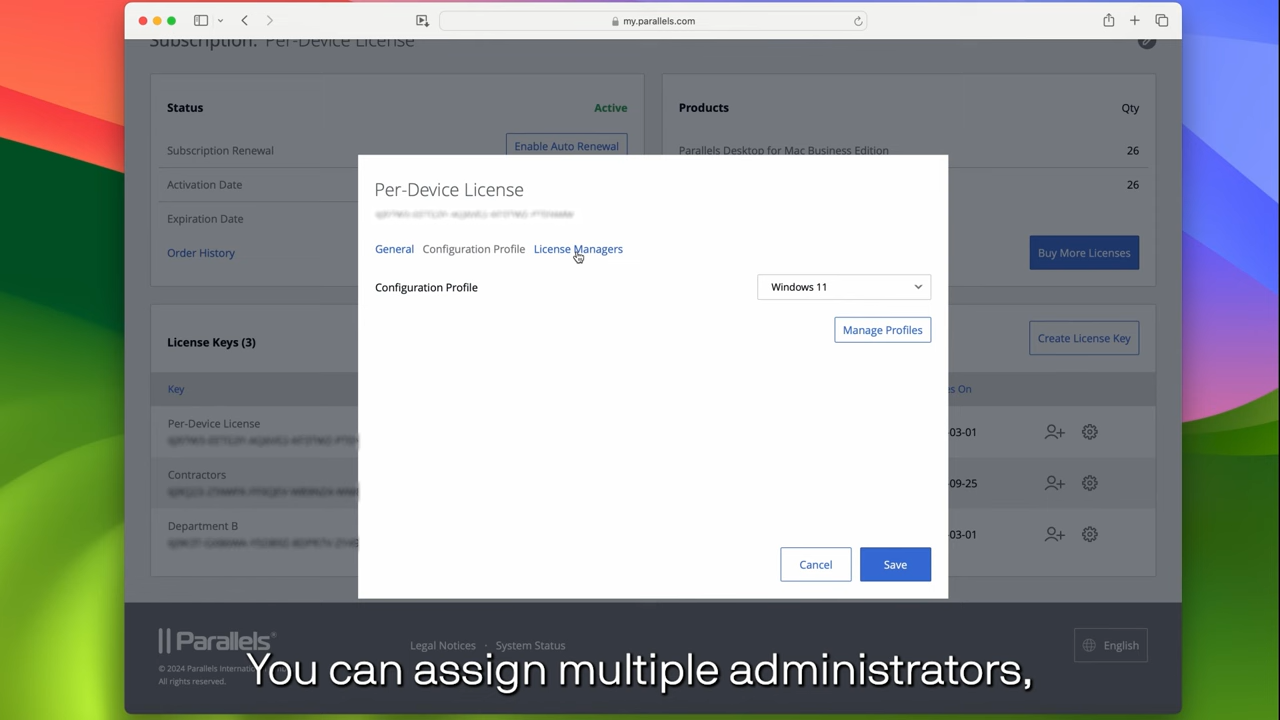 my.parallels.com
Subscription: Per-Device License
Status
Active
Subscription Renewal
Enable Auto Renewal
Activation Date
Expiration Date
Order History
Products
Qty
Parallels Desktop for Mac Business Edition
26
26
Buy More Licenses
License Keys (3)
Create License Key
Key
s On
Per-Device License
03-01
Contractors
09-25
Department B
03-01
Per-Device License
General
Configuration Profile
License Managers
Configuration Profile
Windows 11
Manage Profiles
Cancel
Save
Parallels
© 2024 Parallels
All rights reserved.
Legal Notices · System Status
English
You can assign multiple administrators,